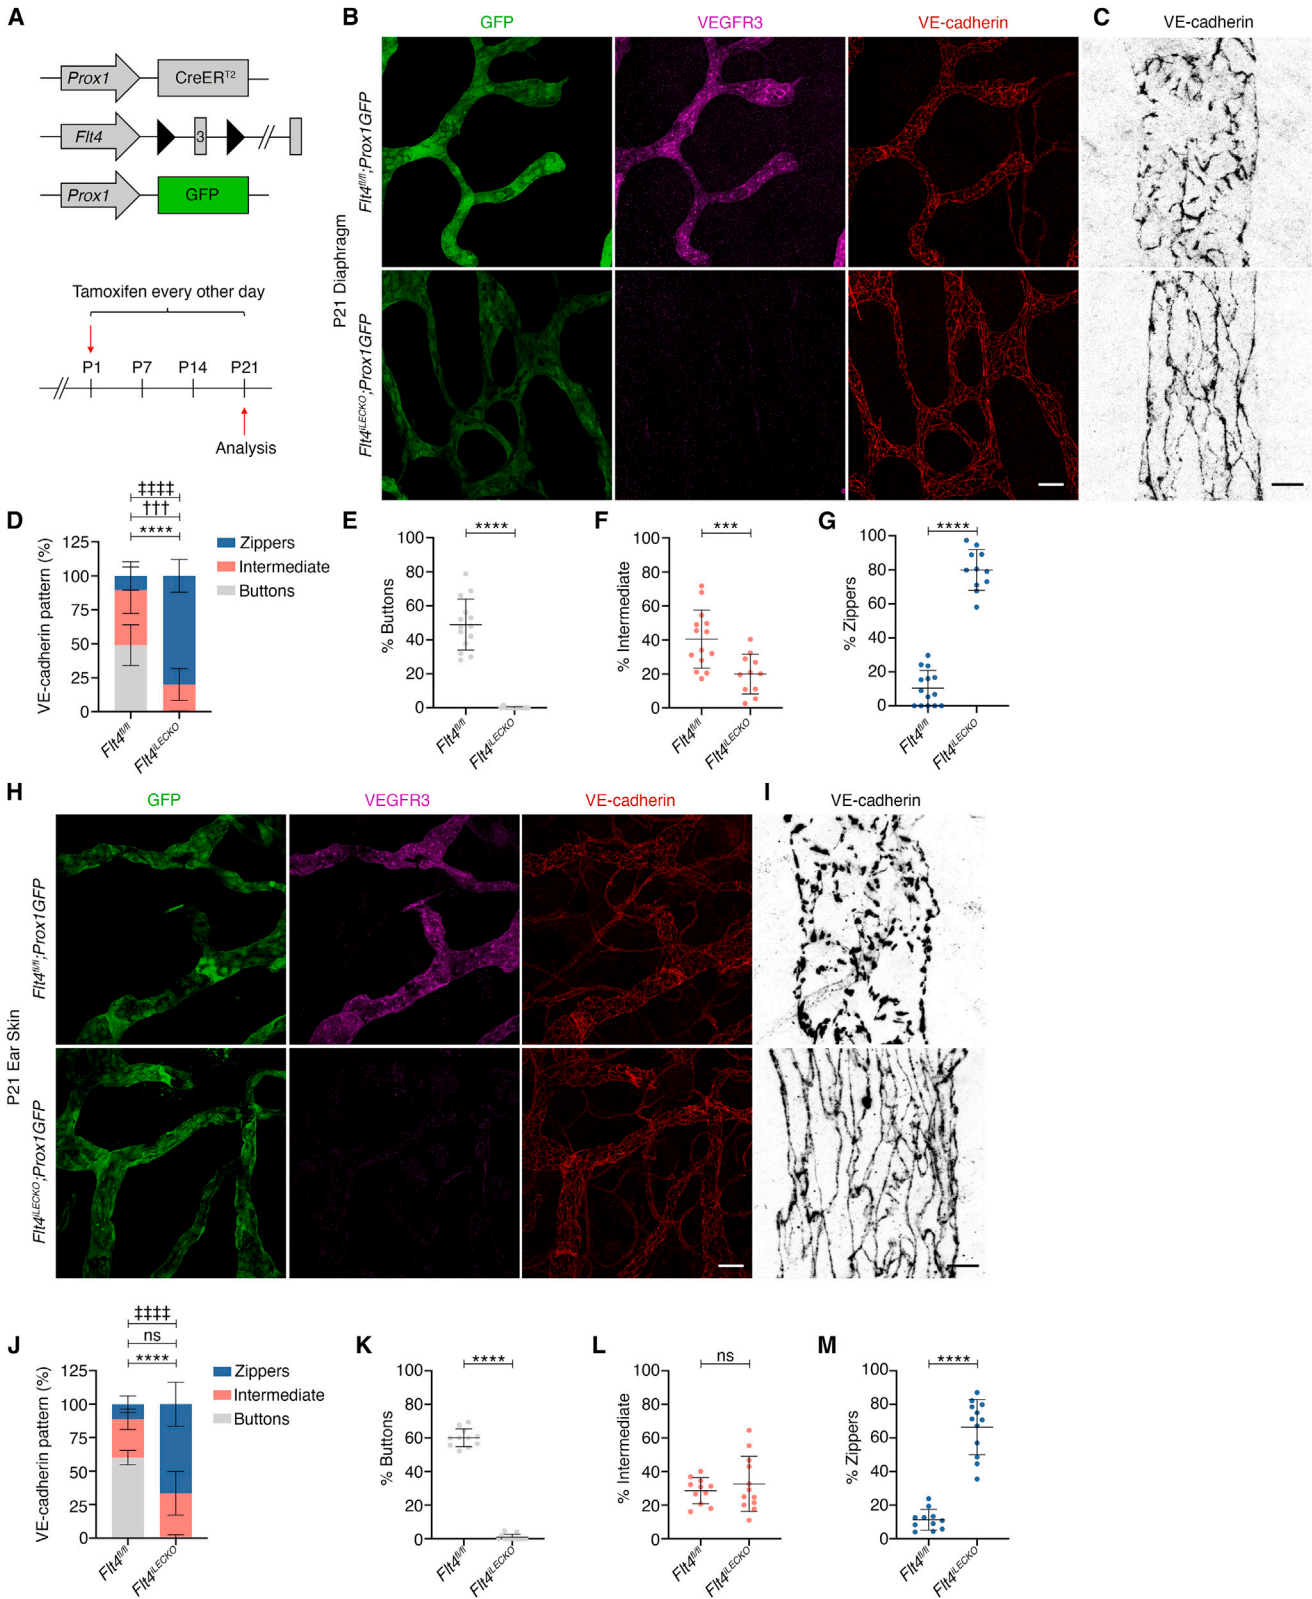 A
Prox1
CreERT2
Flt4
3
Prox1
GFP
Tamoxifen every other day
P1
P7
P14
P21
Analysis
B
GFP
VEGFR3
VE-cadherin
P21 Diaphragm
Flt4fl/fl;Prox1GFP
Flt4iLECKO;Prox1GFP
C
VE-cadherin
D
‡‡‡‡
†††
****
VE-cadherin pattern (%)
125
100
75
50
25
0
Flt4fl/fl
Flt4iLECKO
Zippers
Intermediate
Buttons
E
****
% Buttons
100
80
60
40
20
0
Flt4fl/fl
Flt4iLECKO
F
***
% Intermediate
100
80
60
40
20
0
Flt4fl/fl
Flt4iLECKO
G
****
% Zippers
100
80
60
40
20
0
Flt4fl/fl
Flt4iLECKO
H
GFP
VEGFR3
VE-cadherin
P21 Ear Skin
Flt4fl/fl;Prox1GFP
Flt4iLECKO;Prox1GFP
I
VE-cadherin
J
‡‡‡‡
ns
****
VE-cadherin pattern (%)
125
100
75
50
25
0
Flt4fl/fl
Flt4iLECKO
Zippers
Intermediate
Buttons
K
****
% Buttons
100
80
60
40
20
0
Flt4fl/fl
Flt4iLECKO
L
ns
% Intermediate
100
80
60
40
20
0
Flt4fl/fl
Flt4iLECKO
M
****
% Zippers
100
80
60
40
20
0
Flt4fl/fl
Flt4iLECKO